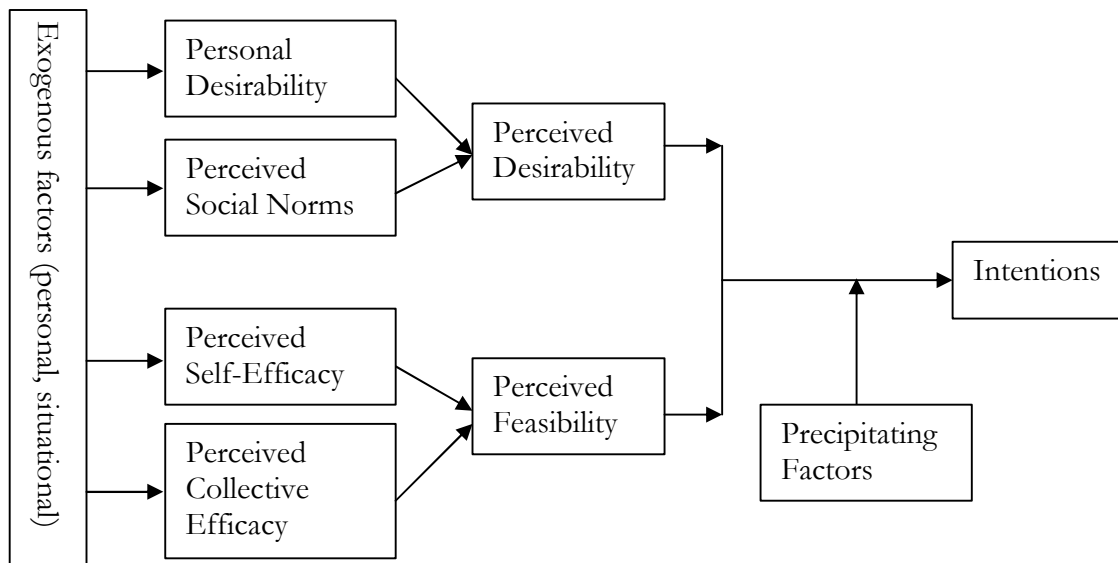 Exogenous factors (personal, situational)
Personal
Desirability
Perceived
Social Norms
Perceived
Self-Efficacy
Perceived
Collective
Efficacy
Perceived
Desirability
Perceived
Feasibility
Precipitating
Factors
Intentions